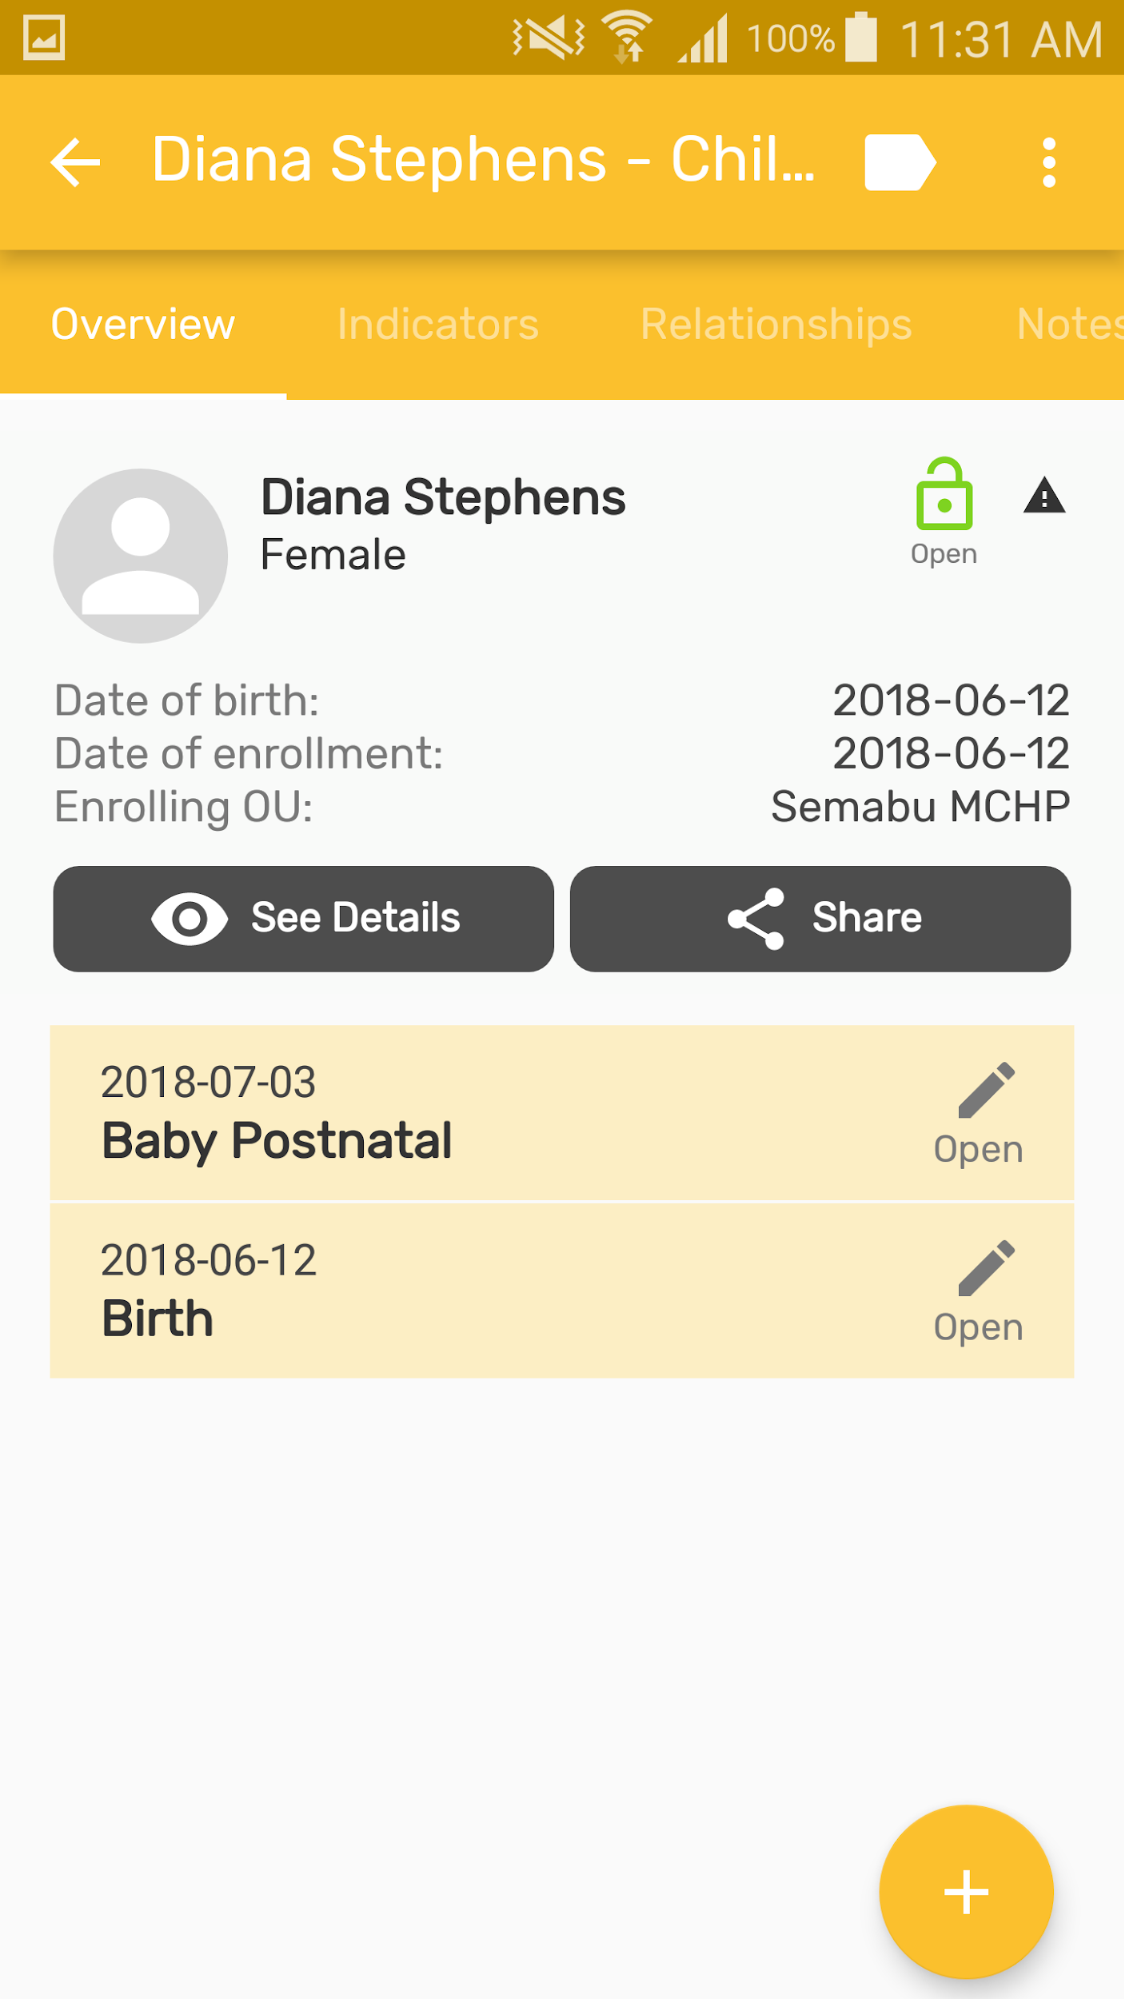 100% 11:31 AM
Diana Stephens - Chil...
Overview Indicators Relationships Notes
Diana Stephens
Female
Open
Date of birth: 2018-06-12
Date of enrollment: 2018-06-12
Enrolling OU: Semabu MCHP
See Details Share
2018-07-03
Baby Postnatal
Open
2018-06-12
Birth
Open